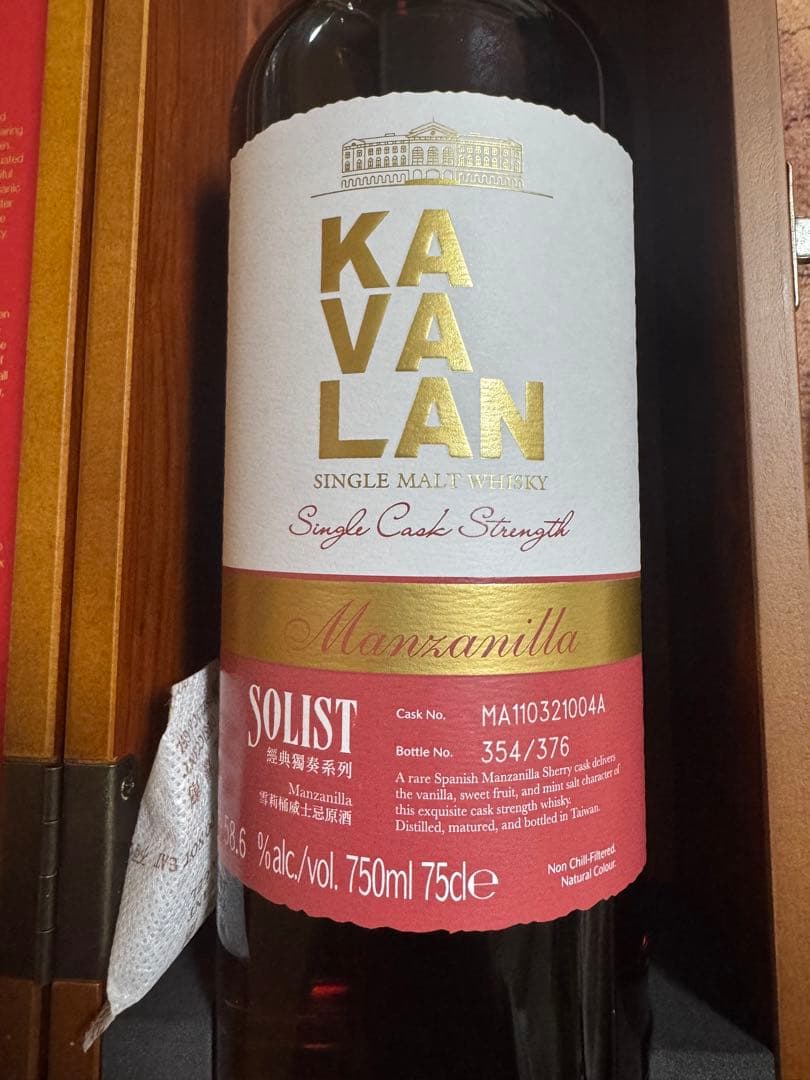 KA
VA
LAN
SINGLE MALT WHISKY
Single Cask Strength
Manzanilla
SOLIST
經典獨奏系列
Manzanilla
雪莉桶威士忌原酒
Cask No. MA110321004A
Bottle No. 354/376
A rare Spanish Manzanilla Sherry cask delivers
the vanilla, sweet fruit, and mint salt character of
this exquisite cask strength whisky.
Distilled, matured, and bottled in Taiwan.
58.6 %alc./vol. 750ml 75cle
Non Chill-Filtered.
Natural Colour.